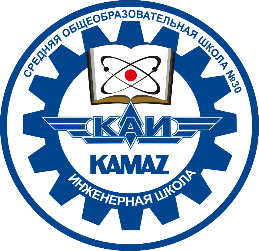 СРЕДНЯЯ ОБЩЕОБРАЗОВАТЕЛЬНАЯ ШКОЛА №30
КАИ
KAMAZ
ИНЖЕНЕРНАЯ ШКОЛА